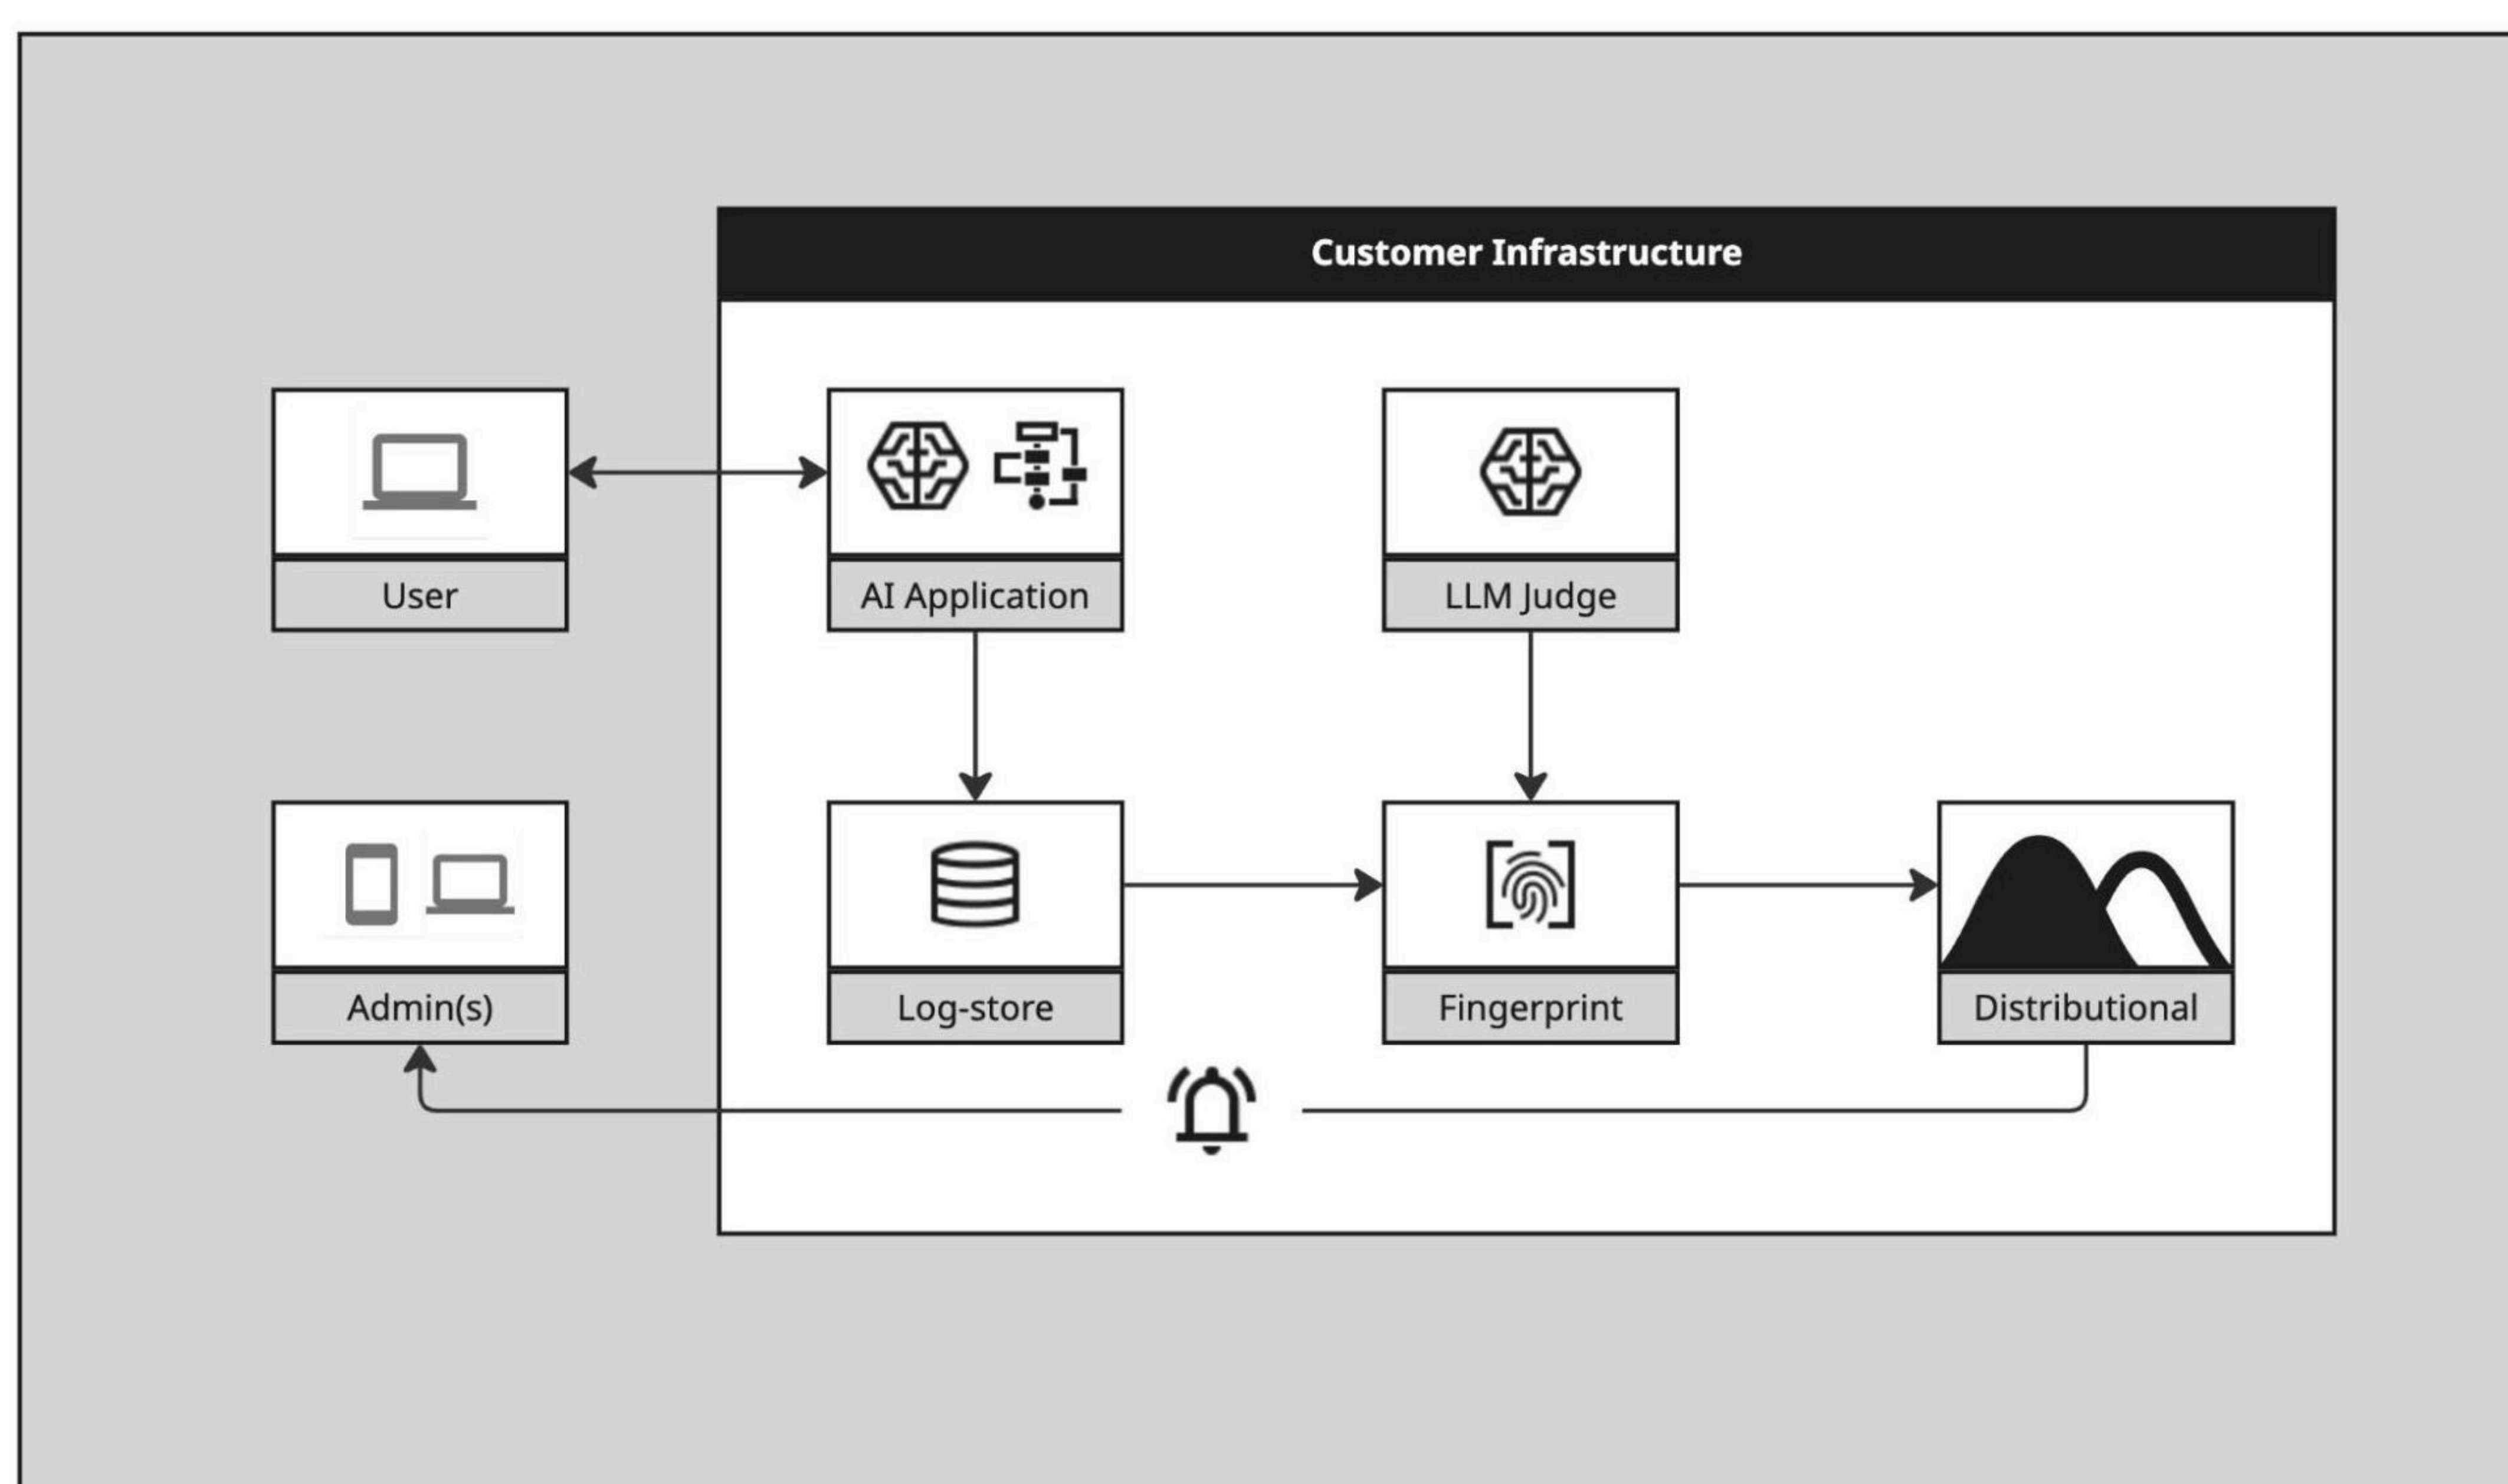 Customer Infrastructure
User
AI Application
LLM Judge
Admin(s)
Log-store
Fingerprint
Distributional